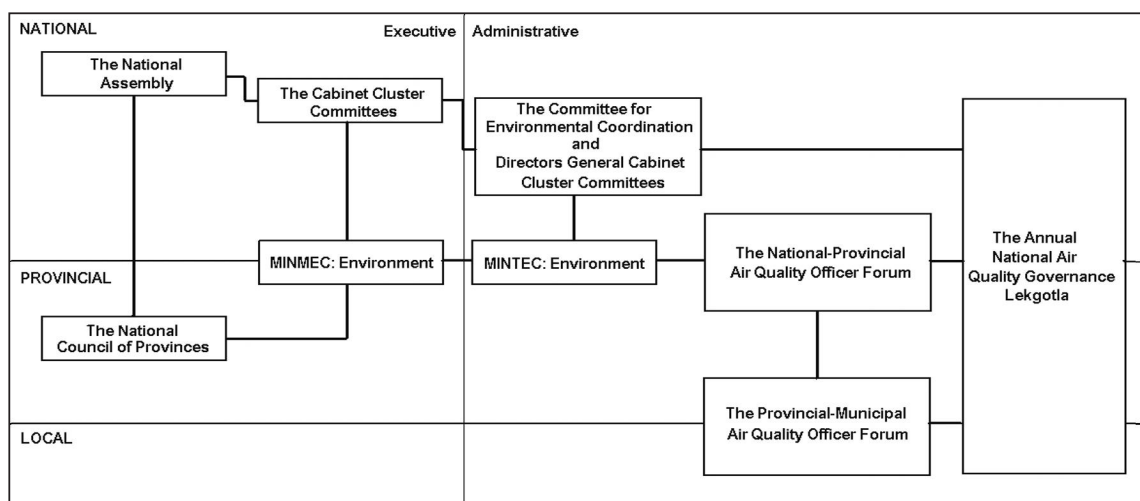 NATIONAL
Executive
Administrative
The National
Assembly
The Cabinet Cluster
Committees
The Committee for
Environmental Coordination
and
Directors General Cabinet
Cluster Committees
The National-Provincial
Air Quality Officer Forum
The Annual
National Air
Quality Governance
Lekgotla
MINMEC: Environment
MINTEC: Environment
PROVINCIAL
The National
Council of Provinces
The Provincial-Municipal
Air Quality Officer Forum
LOCAL